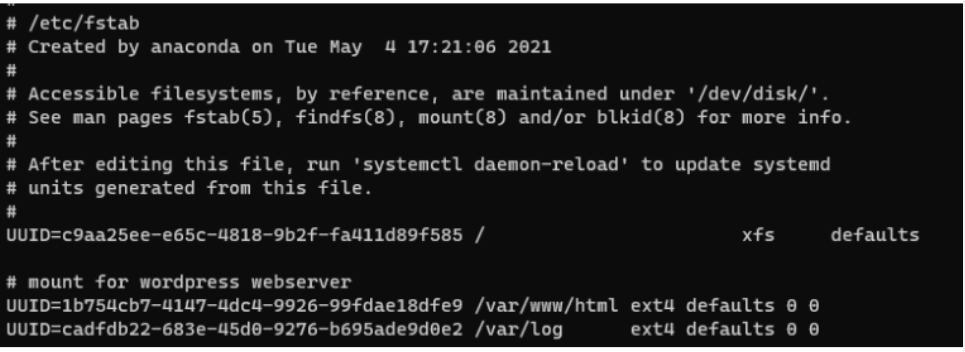 #
# /etc/fstab
# Created by anaconda on Tue May  4 17:21:06 2021
#
# Accessible filesystems, by reference, are maintained under '/dev/disk/'.
# See man pages fstab(5), findfs(8), mount(8) and/or blkid(8) for more info.
#
# After editing this file, run 'systemctl daemon-reload' to update systemd
# units generated from this file.
#
UUID=c9aa25ee-e65c-4818-9b2f-fa411d89f585 /                       xfs     defaults
# mount for wordpress webserver
UUID=1b754cb7-4147-4dc4-9926-99fdae18dfe9 /var/www/html ext4 defaults 0 0
UUID=cadfdb22-683e-45d0-9276-b695ade9d0e2 /var/log      ext4 defaults 0 0